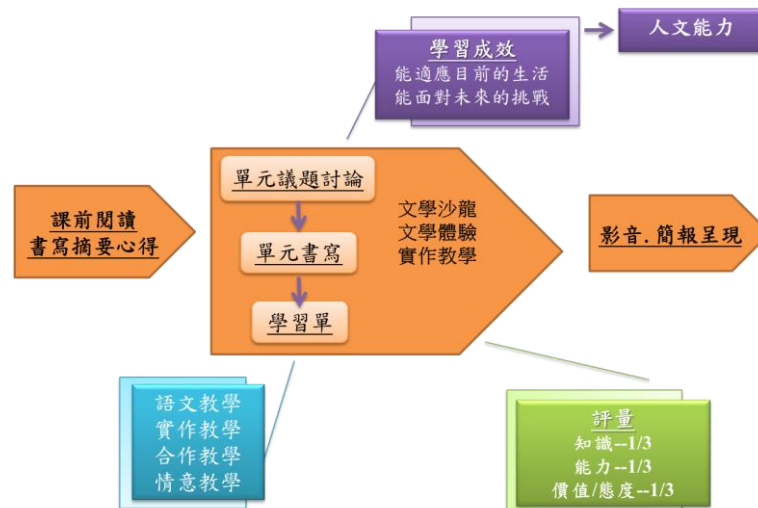 學習成效
能適應目前的生活
能面對未來的挑戰
人文能力
課前閱讀
書寫摘要心得
單元議題討論
單元書寫
學習單
文學沙龍
文學體驗
實作教學
影音.簡報呈現
語文教學
實作教學
合作教學
情意教學
評量
知識--1/3
能力--1/3
價值/態度--1/3